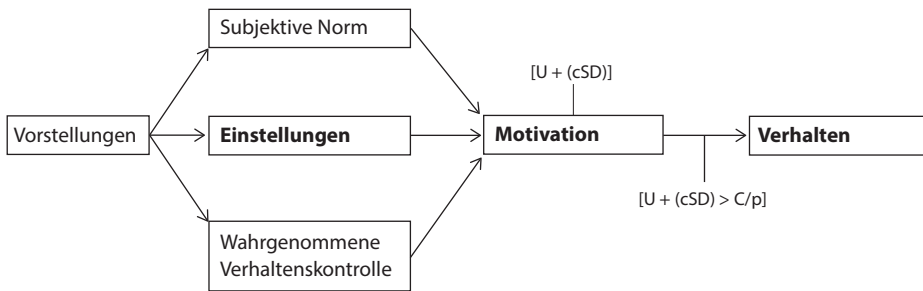 Subjektive Norm
[U + (cSD)]
Vorstellungen
Einstellungen
Motivation
Verhalten
[U + (cSD) > C/p]
Wahrgenommene
Verhaltenskontrolle